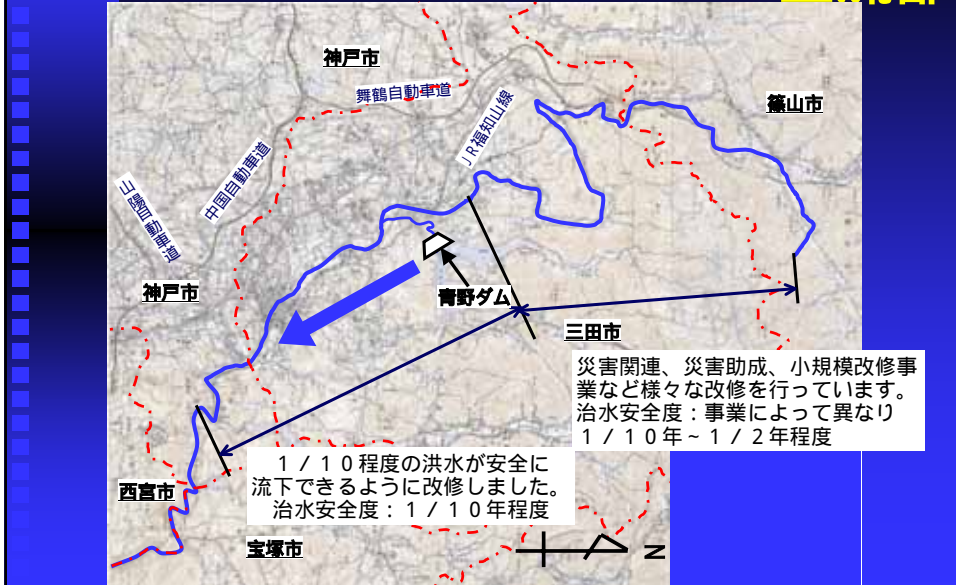 神戸市
舞鶴自動車道
篠山市
JR福知山線
中国自動車道
山陽自動車道
神戸市
青野ダム
三田市
災害関連、災害助成、小規模改修事
業など様々な改修を行っています。
治水安全度：事業によって異なり
１／１０年～１／２年程度
１／１０程度の洪水が安全に
流下できるように改修しました。
治水安全度：１／１０年程度
西宮市
宝塚市
N